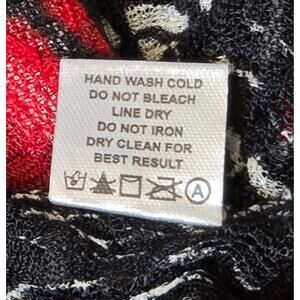 HAND WASH COLD
DO NOT BLEACH
LINE DRY
DO NOT IRON
DRY CLEAN FOR
BEST RESULT
A